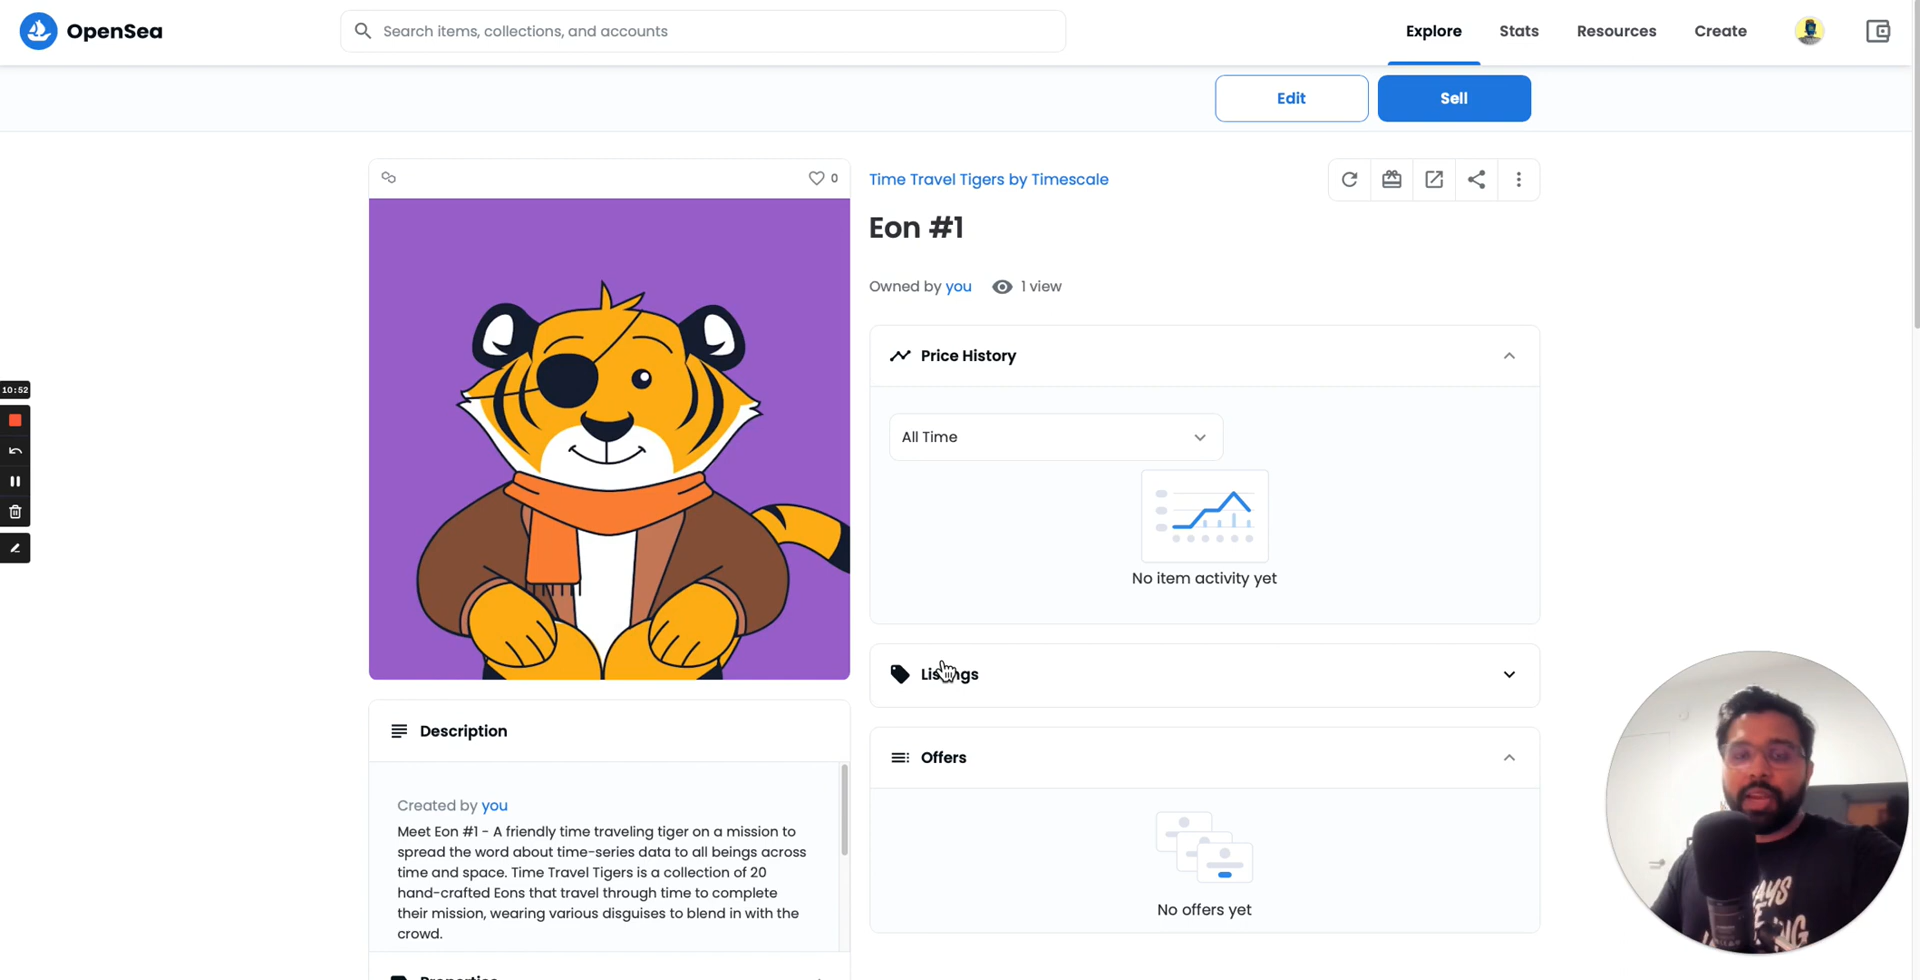 OpenSea
Search items, collections, and accounts
Explore
Stats
Resources
Create
Edit
Sell
0
Time Travel Tigers by Timescale
Eon #1
Owned by you
1 view
Price History
All Time
No item activity yet
Listings
Offers
No offers yet
Description
Created by you
Meet Eon #1 - A friendly time traveling tiger on a mission to
spread the word about time-series data to all beings across
time and space. Time Travel Tigers is a collection of 20
hand-crafted Eons that travel through time to complete
their mission, wearing various disguises to blend in with the
crowd.
10:52